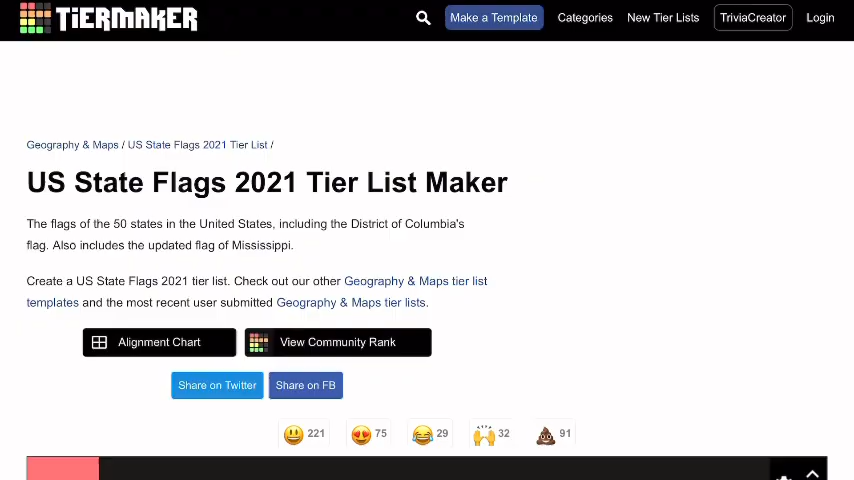 TiERMAKER
Make a Template
Categories
New Tier Lists
TriviaCreator
Login
Geography & Maps / US State Flags 2021 Tier List /
US State Flags 2021 Tier List Maker
The flags of the 50 states in the United States, including the District of Columbia's
flag. Also includes the updated flag of Mississippi.
Create a US State Flags 2021 tier list. Check out our other Geography & Maps tier list
templates and the most recent user submitted Geography & Maps tier lists.
Alignment Chart
View Community Rank
Share on Twitter
Share on FB
221
75
29
32
91